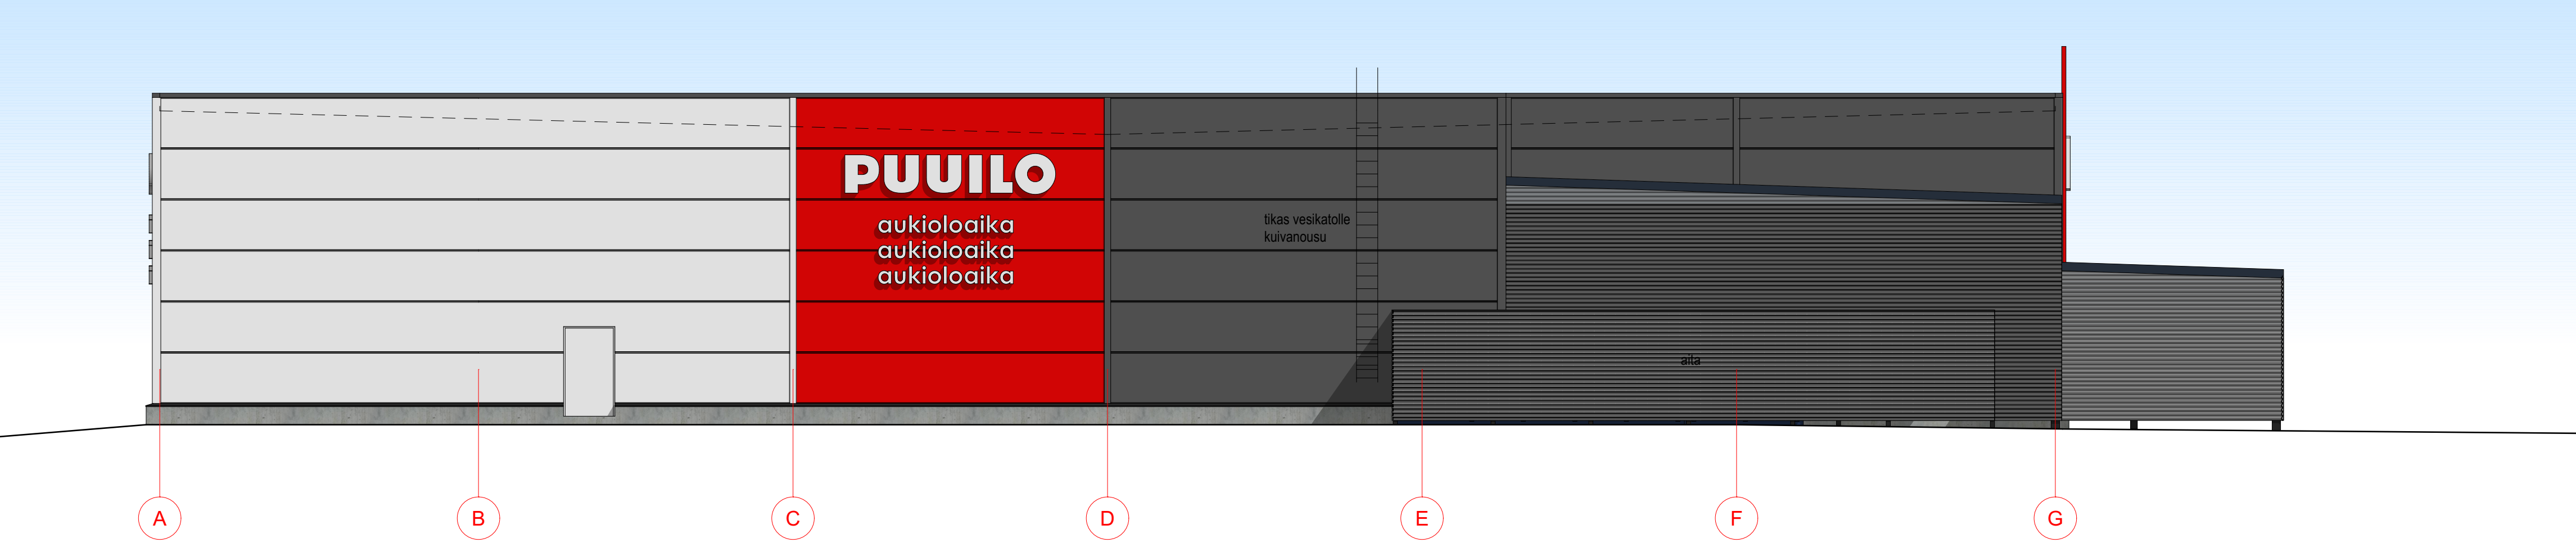 PUUILO
aukioloaika
aukioloaika
aukioloaika
tikas vesikatolle
kuivanousu
aita
A
B
C
D
E
F
G